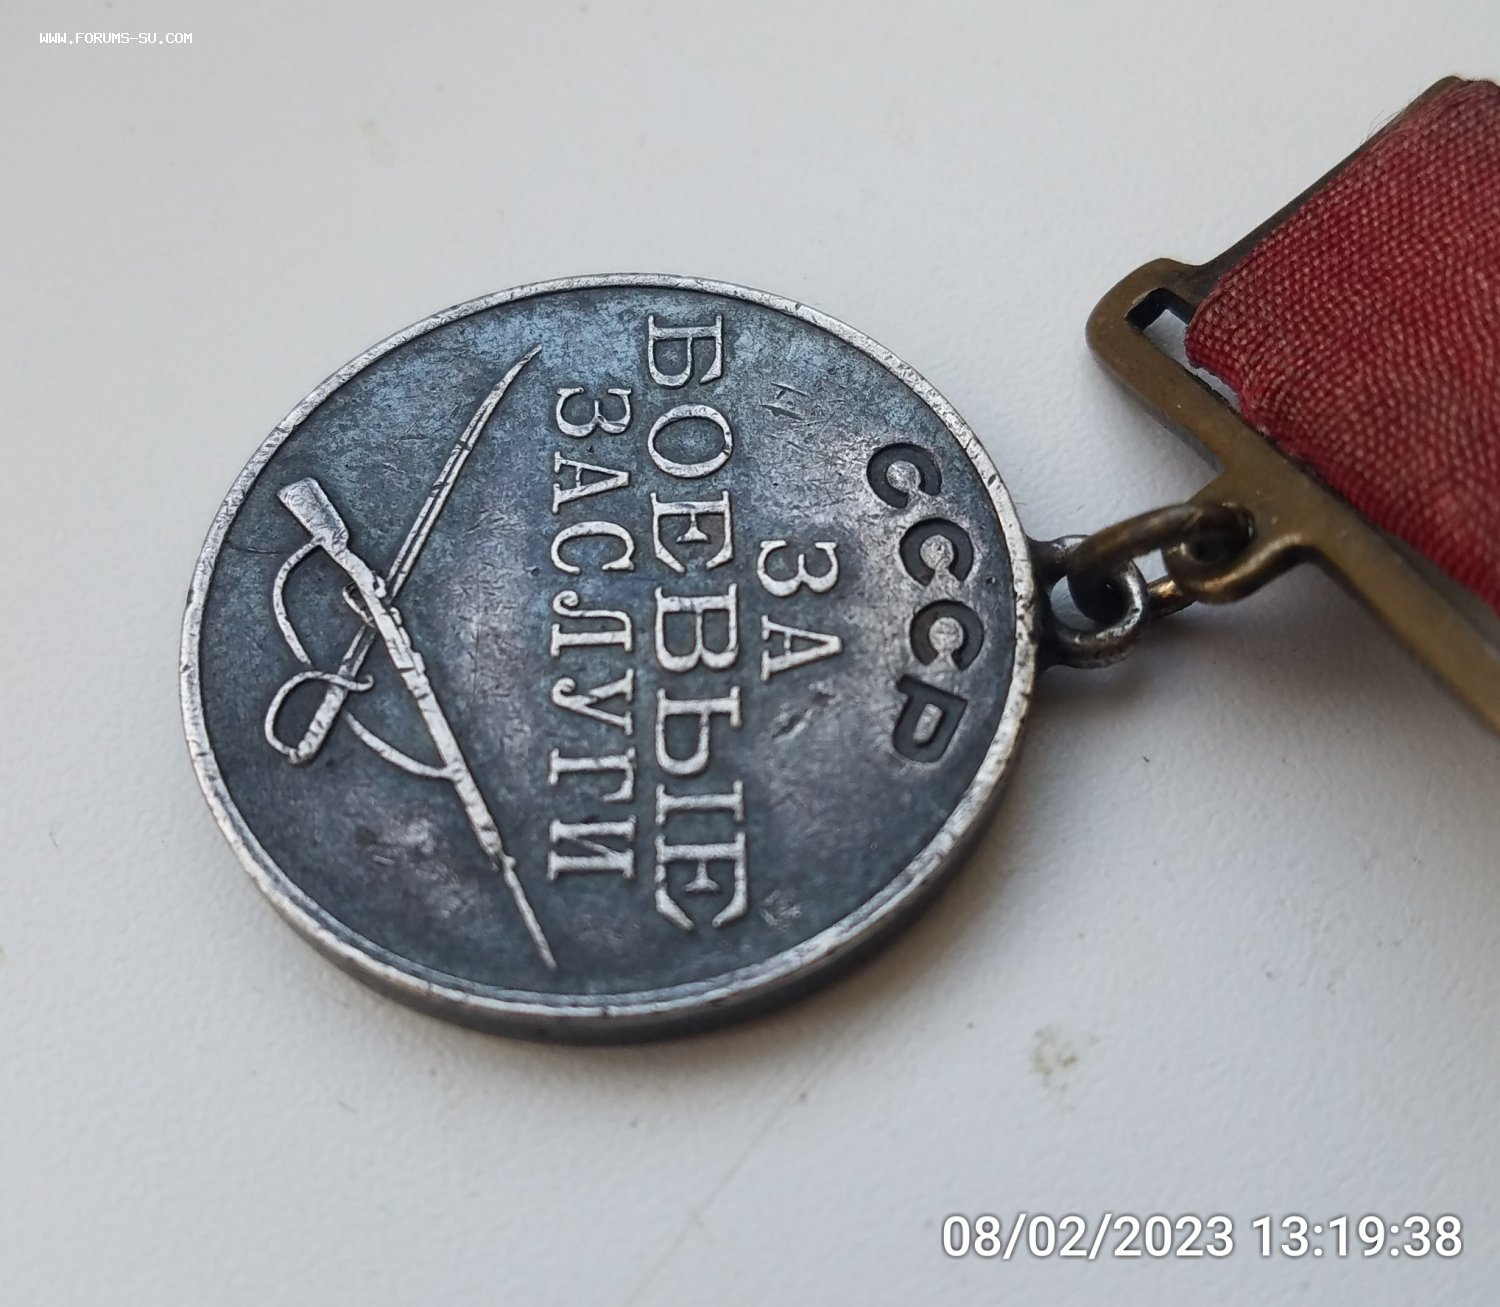 WWW.FORUMS-SU.COM
СССР
ЗА
БОЕВЫЕ
ЗАСЛУГИ
08/02/2023 13:19:38